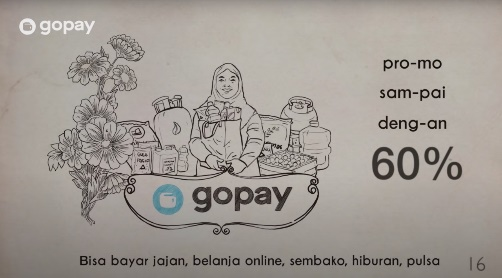 gopay
pro-mo
sam-pai
deng-an
60%
gopay
Bisa bayar jajan, belanja online, sembako, hiburan, pulsa
16